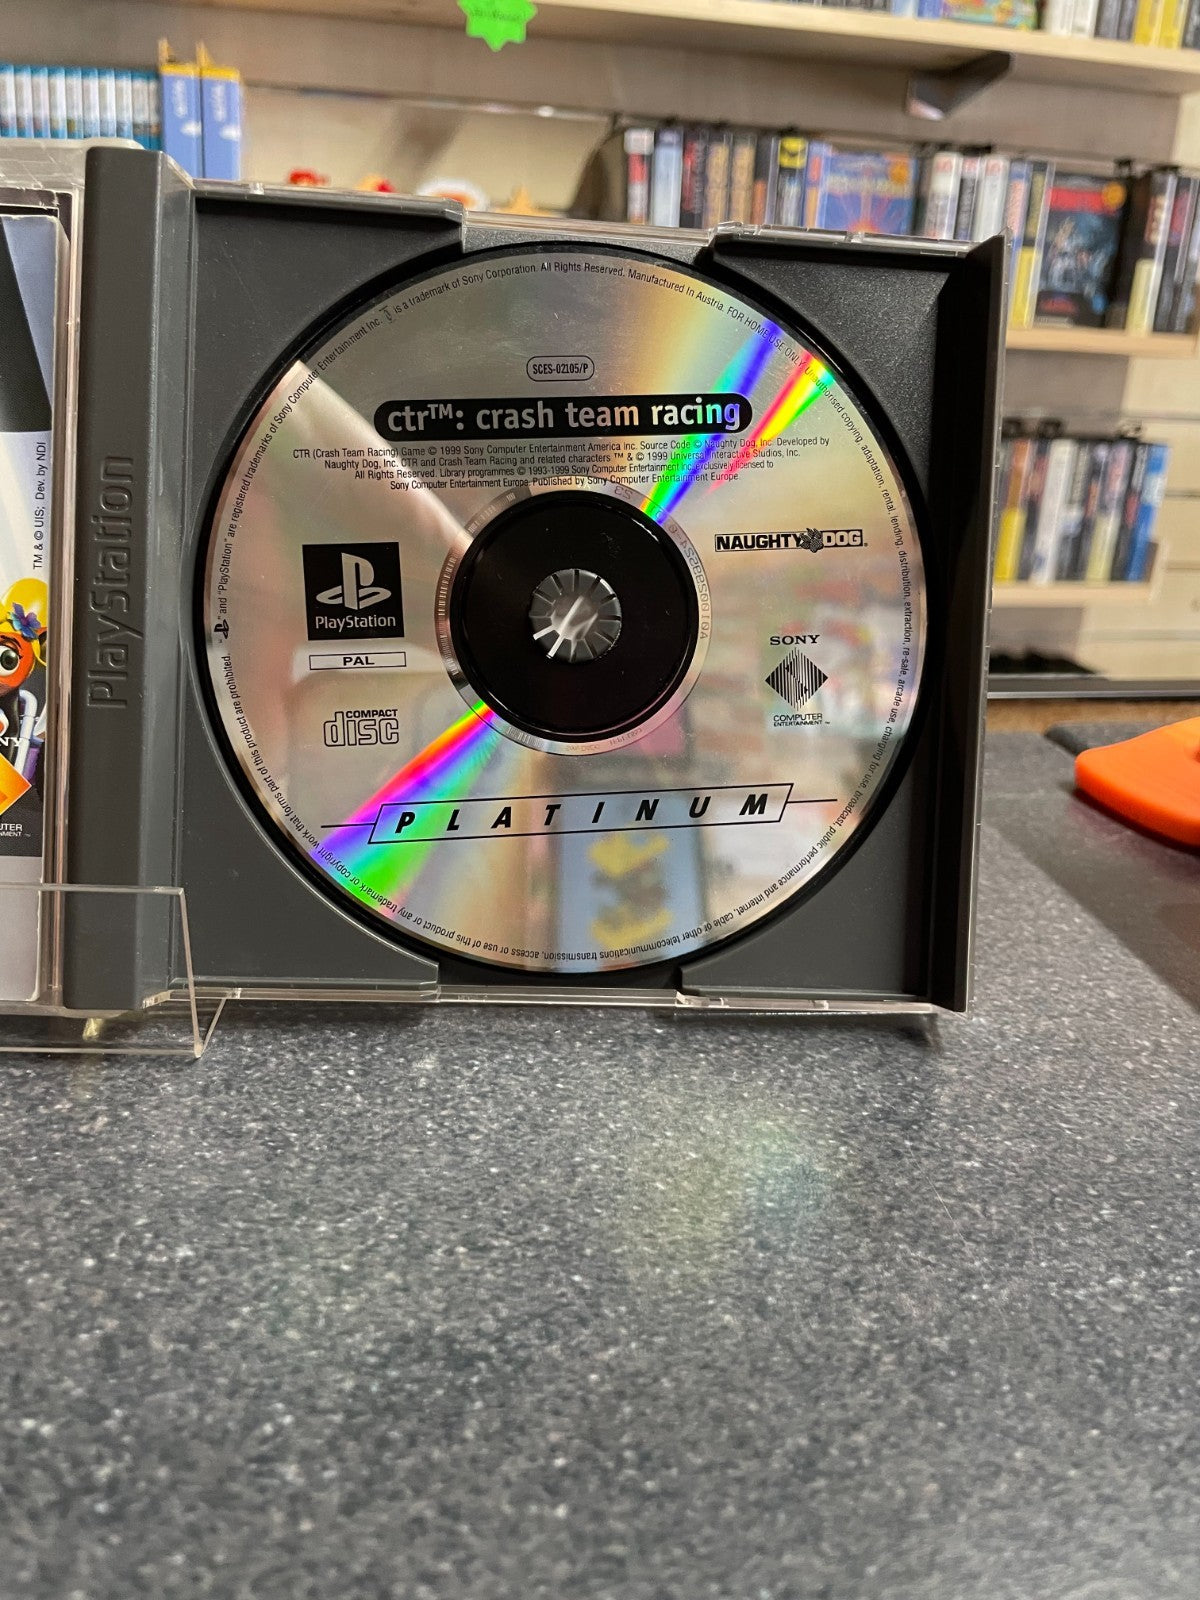 SCES-02105/P
ctr™: crash team racing
CTR (Crash Team Racing) Game © 1999 Sony Computer Entertainment America Inc. Source Code © Naughty Dog, Inc. Developed by
Naughty Dog, Inc. CTR and Crash Team Racing and related characters ™ & © 1999 Universal Interactive Studios, Inc.
All Rights Reserved. Library programmes © 1993-1999 Sony Computer Entertainment Inc. exclusively licensed to
Sony Computer Entertainment Europe. Published by Sony Computer Entertainment Europe.
PlayStation
PAL
COMPACT
disc
NAUGHTY DOG.
SONY
COMPUTER
ENTERTAINMENT ™
PLATINUM
" " and "PlayStation" are registered trademarks of Sony Computer Entertainment Inc. is a trademark of Sony Corporation. All Rights Reserved. Manufactured In Austria. FOR HOME USE ONLY. Unauthorised copying, adaptation, rental, lending, distribution, extraction, re-sale, arcade use, charging for use, broadcast, public performance and internet, cable or other telecommunications transmission, access or use of this product or any trademark or copyright work that forms part of this product are prohibited.
PlayStation
TM & © UIS; Dev. by NDI